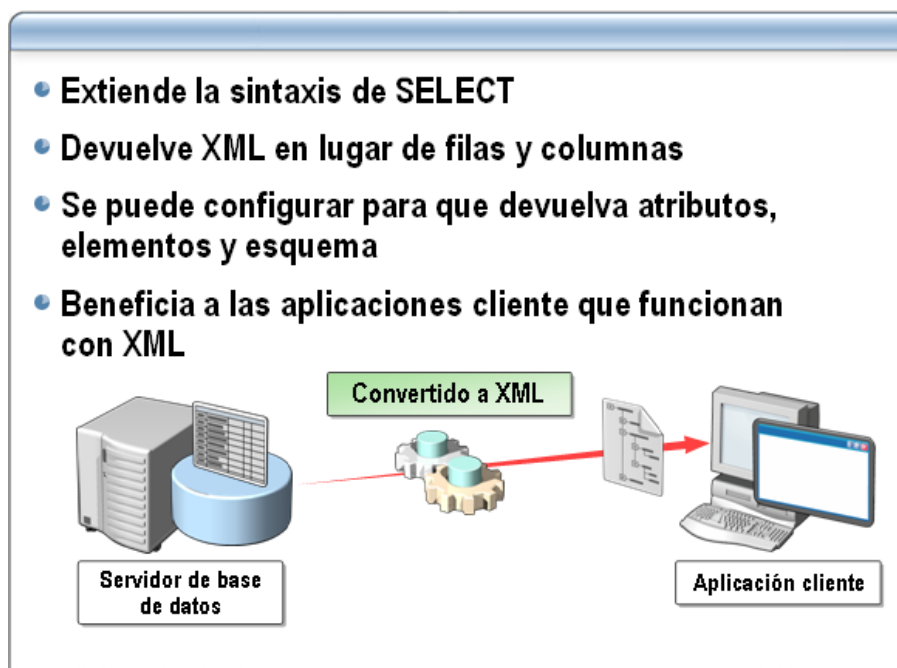 Extiende la sintaxis de SELECT
Devuelve XML en lugar de filas y columnas
Se puede configurar para que devuelva atributos,
elementos y esquema
Beneficia a las aplicaciones cliente que funcionan
con XML
Convertido a XML
Servidor de base
de datos
Aplicación cliente